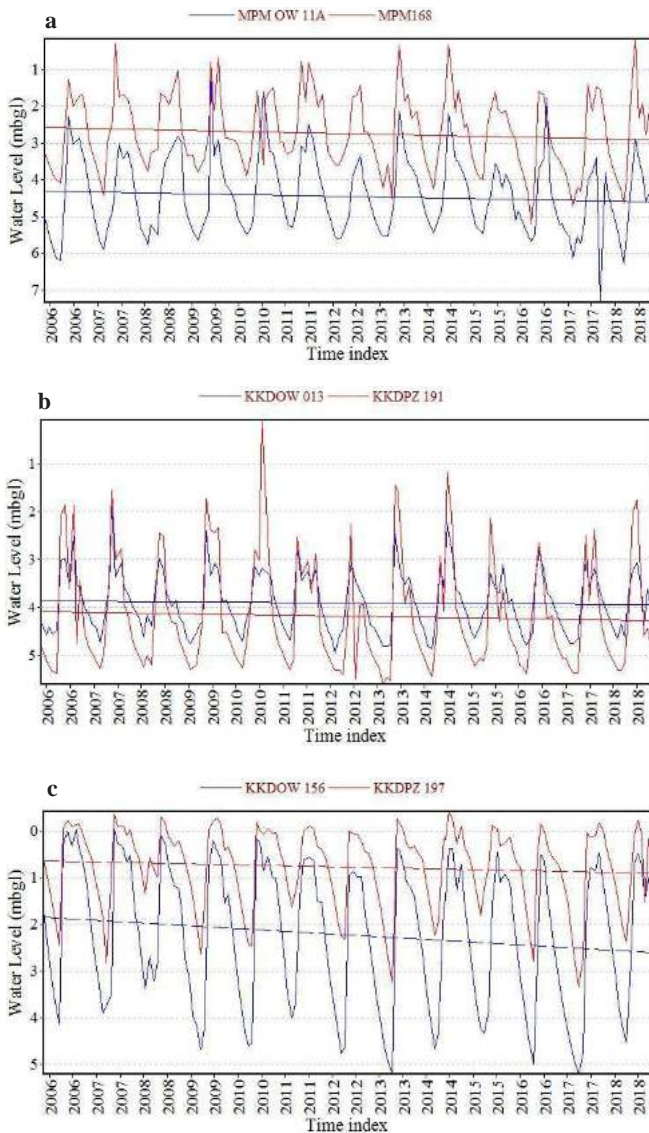 a
MPM OW 11A MPM168
Water Level (mbgl)
1
2
3
4
5
6
7
2006 2006 2007 2007 2008 2008 2009 2009 2010 2010 2011 2011 2012 2012 2013 2013 2014 2014 2015 2015 2016 2016 2017 2017 2018 2018
Time index
b
KKDOW 013 KKDPZ 191
Water Level (mbgl)
1
2
3
4
5
2006 2006 2007 2007 2008 2008 2009 2009 2010 2010 2011 2011 2012 2012 2013 2013 2014 2014 2015 2015 2016 2016 2017 2017 2018 2018
Time index
c
KKDOW 156 KKDPZ 197
Water Level (mbgl)
0
1
2
3
4
5
2006 2006 2007 2007 2008 2008 2009 2009 2010 2010 2011 2011 2012 2012 2013 2013 2014 2014 2015 2015 2016 2016 2017 2017 2018 2018
Time index